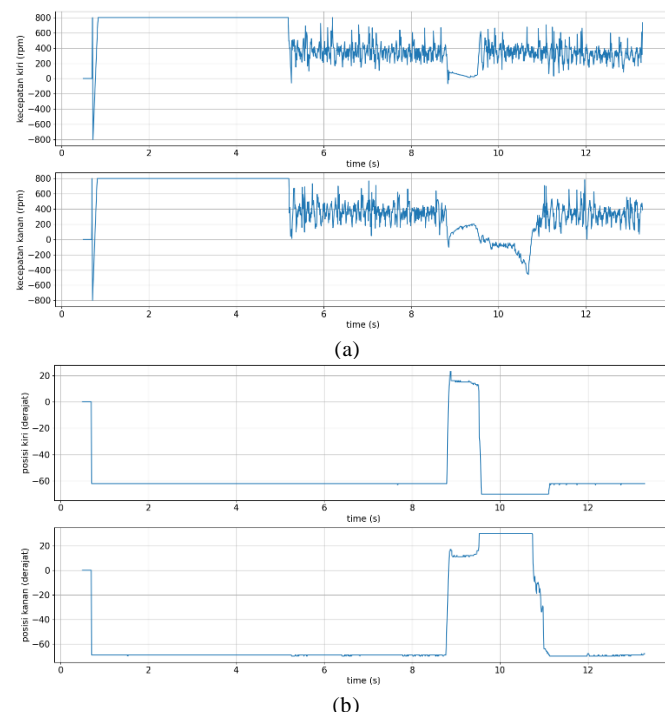 800
600
400
200
0
−200
−400
−600
−800
kecepatan kiri (rpm)
0 2 4 6 8 10 12
time (s)
800
600
400
200
0
−200
−400
−600
−800
kecepatan kanan (rpm)
0 2 4 6 8 10 12
time (s)
(a)
20
0
−20
−40
−60
posisi kiri (derajat)
0 2 4 6 8 10 12
time (s)
20
0
−20
−40
−60
posisi kanan (derajat)
0 2 4 6 8 10 12
time (s)
(b)